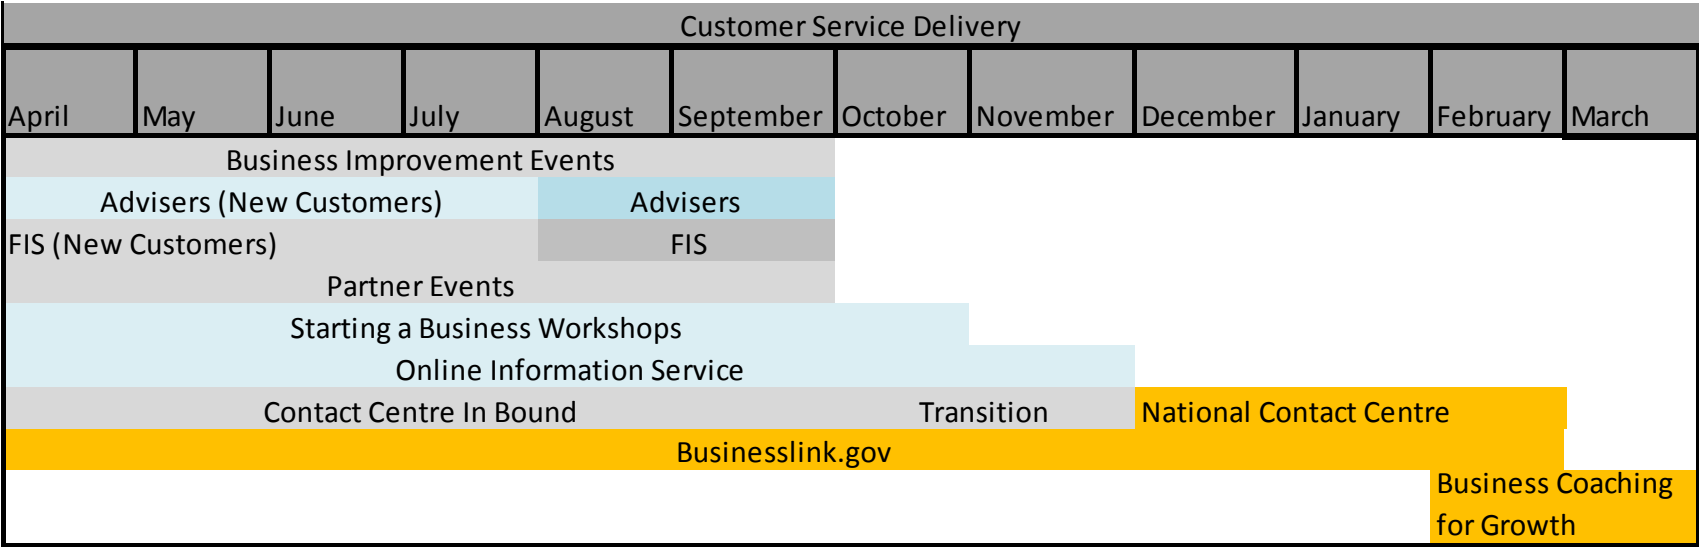 Customer Service Delivery
April May June July August September October November December January February March
Business Improvement Events
Advisers (New Customers) Advisers
FIS (New Customers) FIS
Partner Events
Starting a Business Workshops
Online Information Service
Contact Centre In Bound Transition National Contact Centre
Businesslink.gov
Business Coaching
for Growth